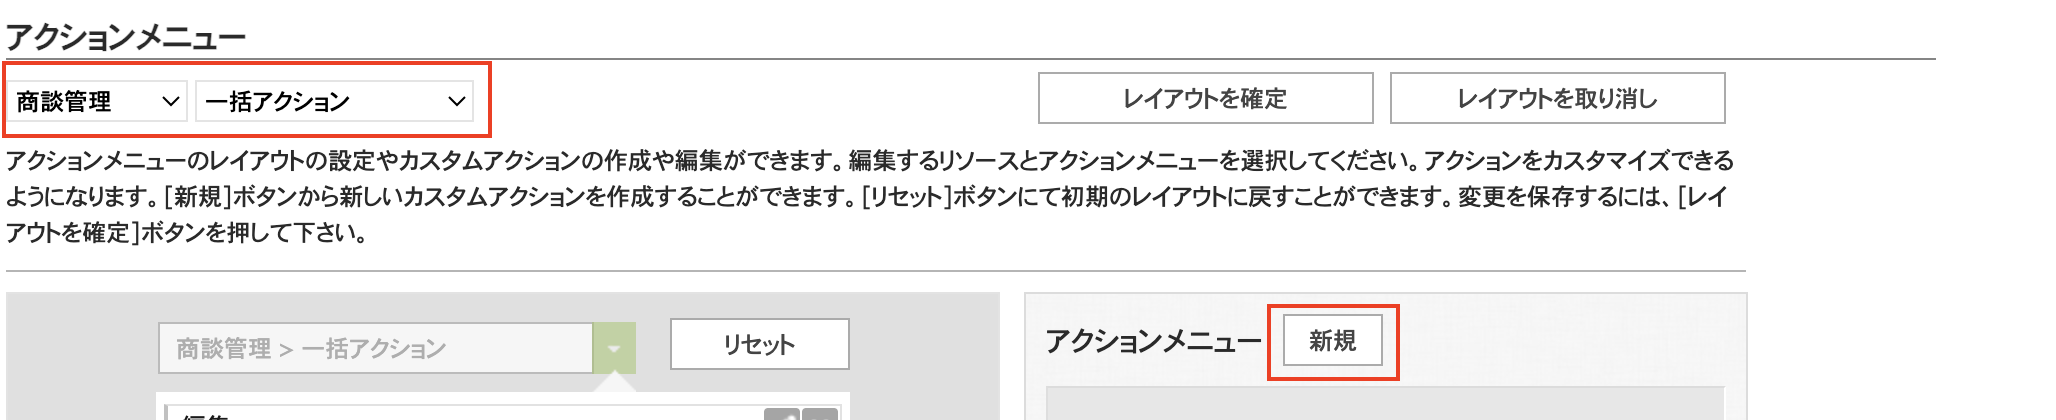 アクションメニュー
商談管理 一括アクション レイアウトを確定 レイアウトを取り消し
アクションメニューのレイアウトの設定やカスタムアクションの作成や編集ができます。編集するリソースとアクションメニューを選択してください。アクションをカスタマイズできる
ようになります。[新規]ボタンから新しいカスタムアクションを作成することができます。[リセット]ボタンにて初期のレイアウトに戻すことができます。変更を保存するには、[レイ
アウトを確定]ボタンを押して下さい。
商談管理 > 一括アクション リセット
アクションメニュー 新規